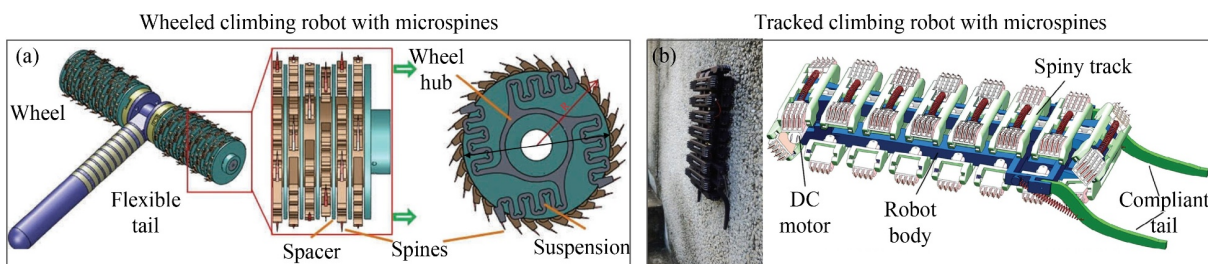 Wheeled climbing robot with microspines
Tracked climbing robot with microspines
(a)
Wheel
Flexible
tail
Wheel
hub
Spacer
Spines
Suspension
(b)
Spiny track
DC
motor
Robot
body
Compliant
tail